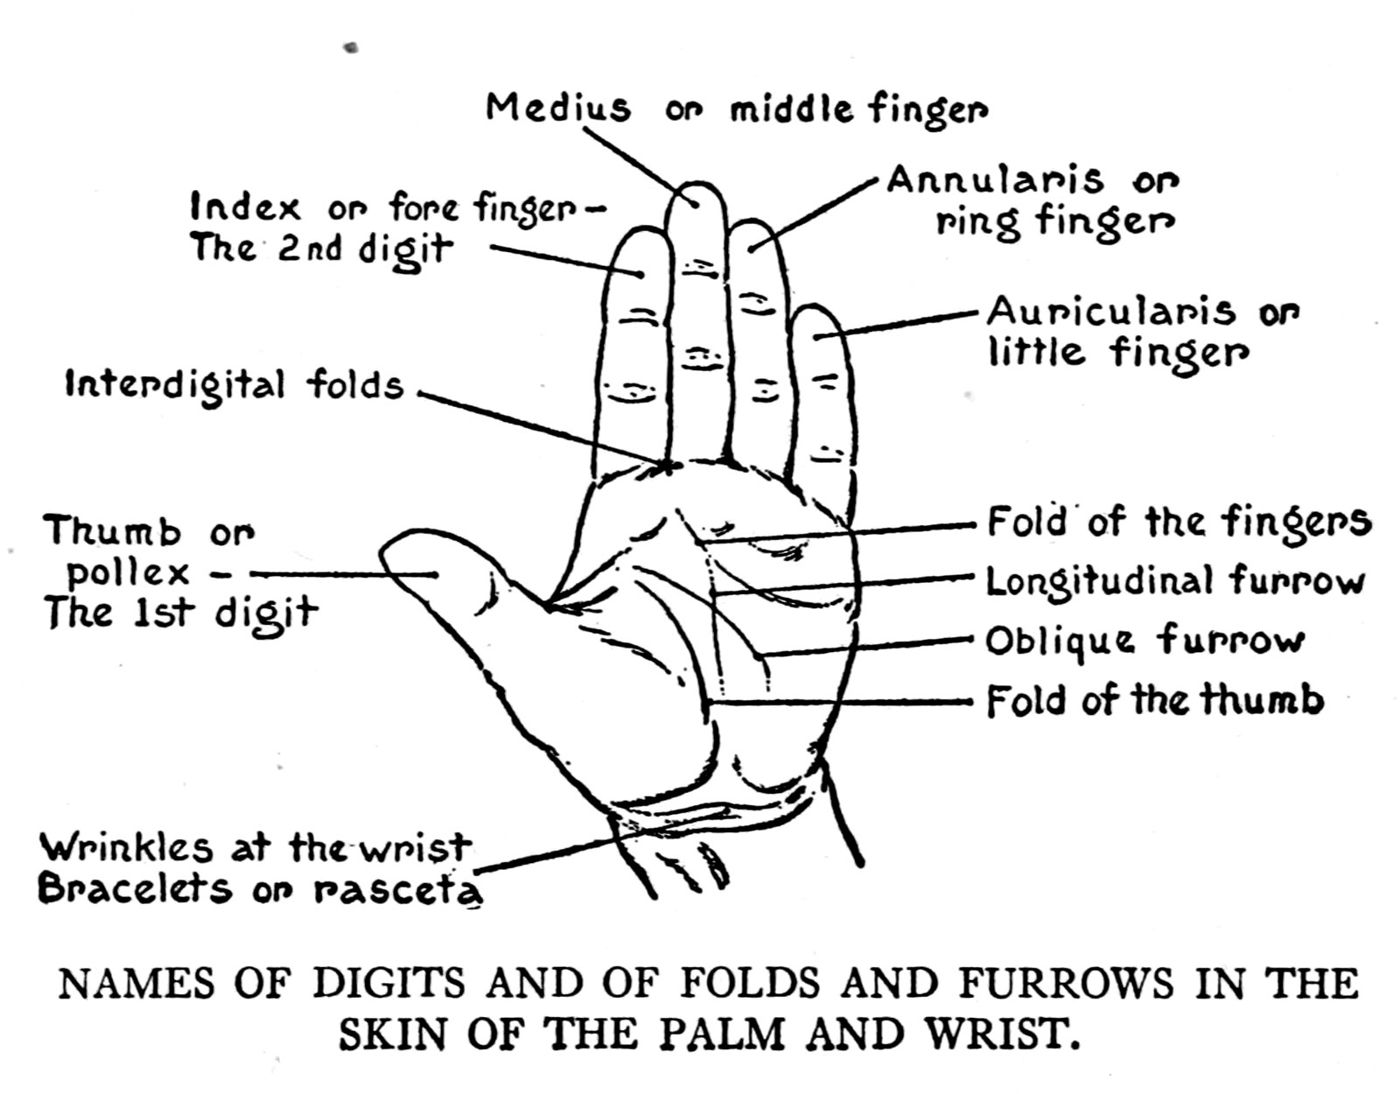 Medius or middle finger
Annularis or
ring finger
Index or fore finger –
The 2nd digit
Auricularis or
little finger
Interdigital folds
Thumb or
pollex –
The 1st digit
Fold of the fingers
Longitudinal furrow
Oblique furrow
Fold of the thumb
Wrinkles at the wrist
Bracelets or rasceta
NAMES OF DIGITS AND OF FOLDS AND FURROWS IN THE
SKIN OF THE PALM AND WRIST.